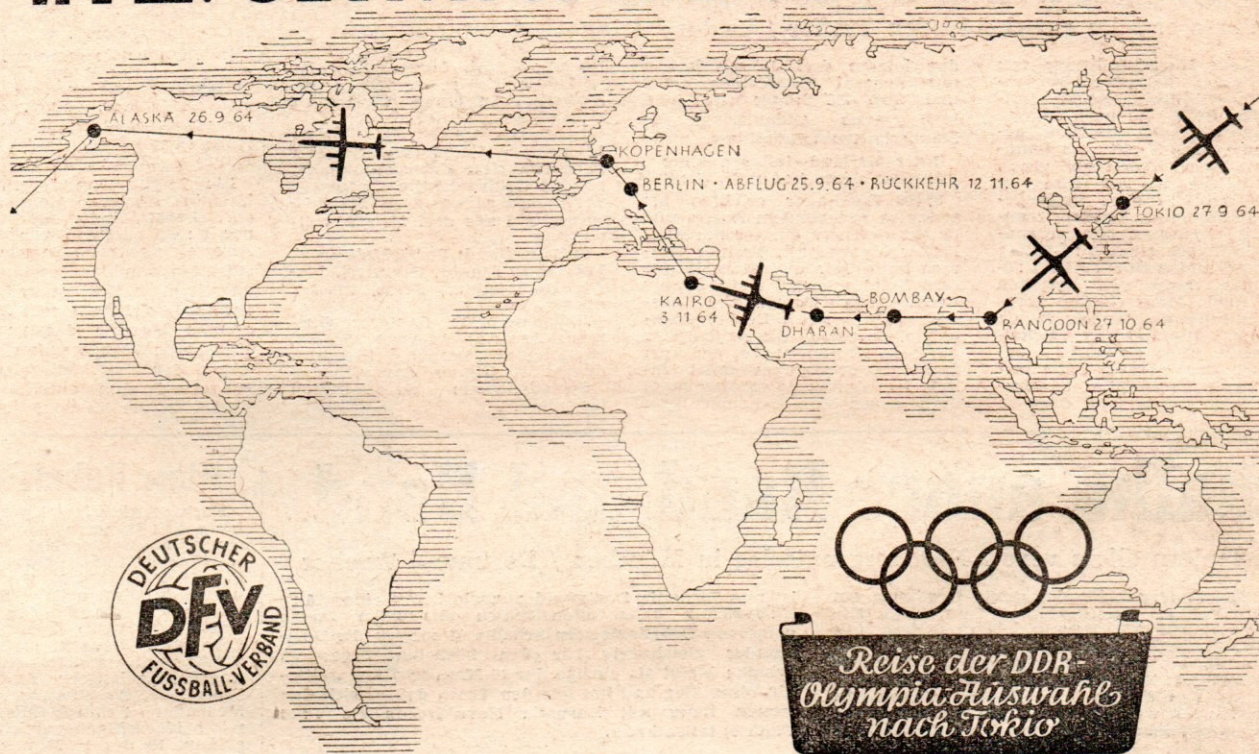 ALASKA 26.9 64
KOPENHAGEN
BERLIN · ABFLUG 25.9.64 · RÜCKKEHR 12.11.64
TOKIO 27 9 64
KAIRO
3 11 64
DHARAN
BOMBAY
RANGOON 27 10 64
DEUTSCHER
DFV
FUSSBALL-VERBAND
Reise der DDR-
Olympia-Auswahl
nach Tokio